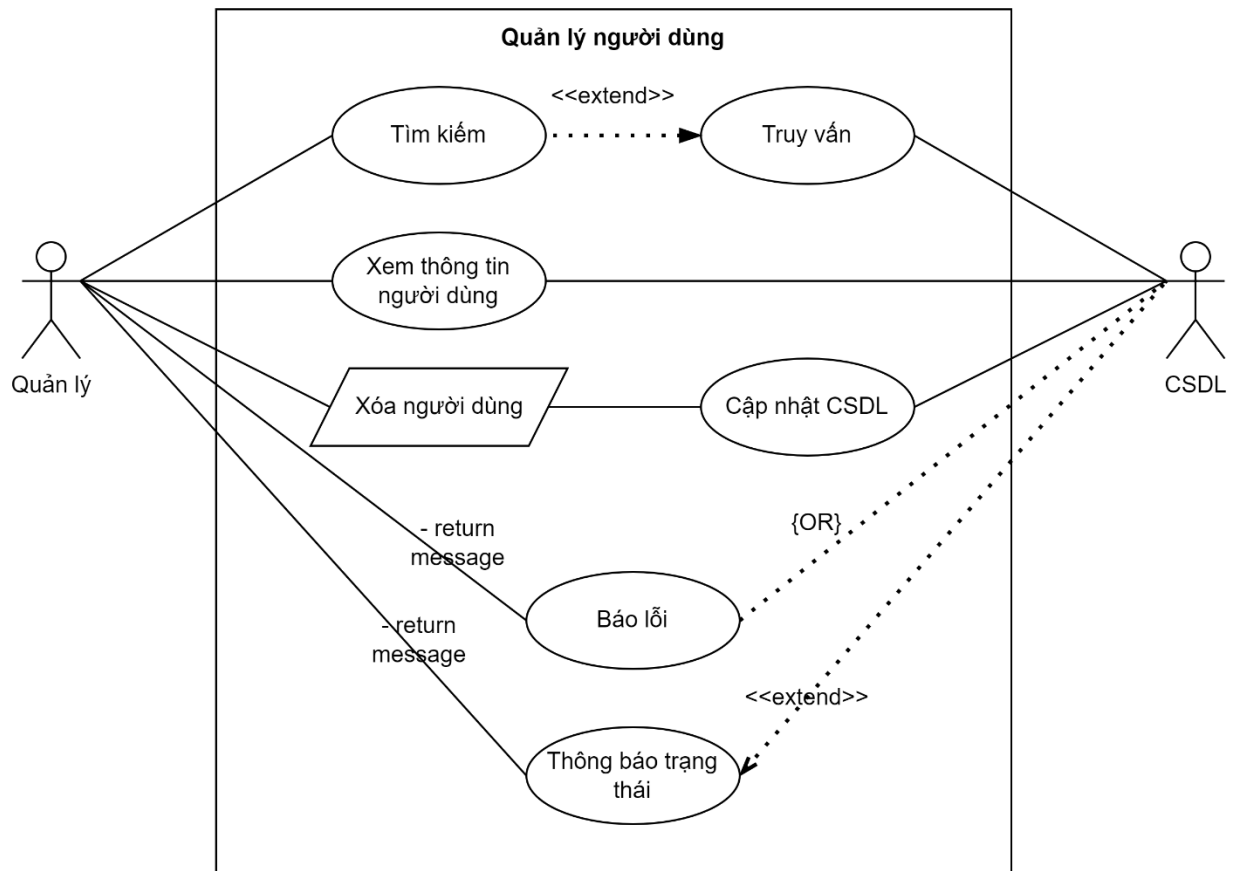 Quản lý người dùng
<<extend>>
Tìm kiếm
Truy vấn
Xem thông tin
người dùng
Quản lý
CSDL
Xóa người dùng
Cập nhật CSDL
- return
message
{OR}
Báo lỗi
- return
message
<<extend>>
Thông báo trạng
thái